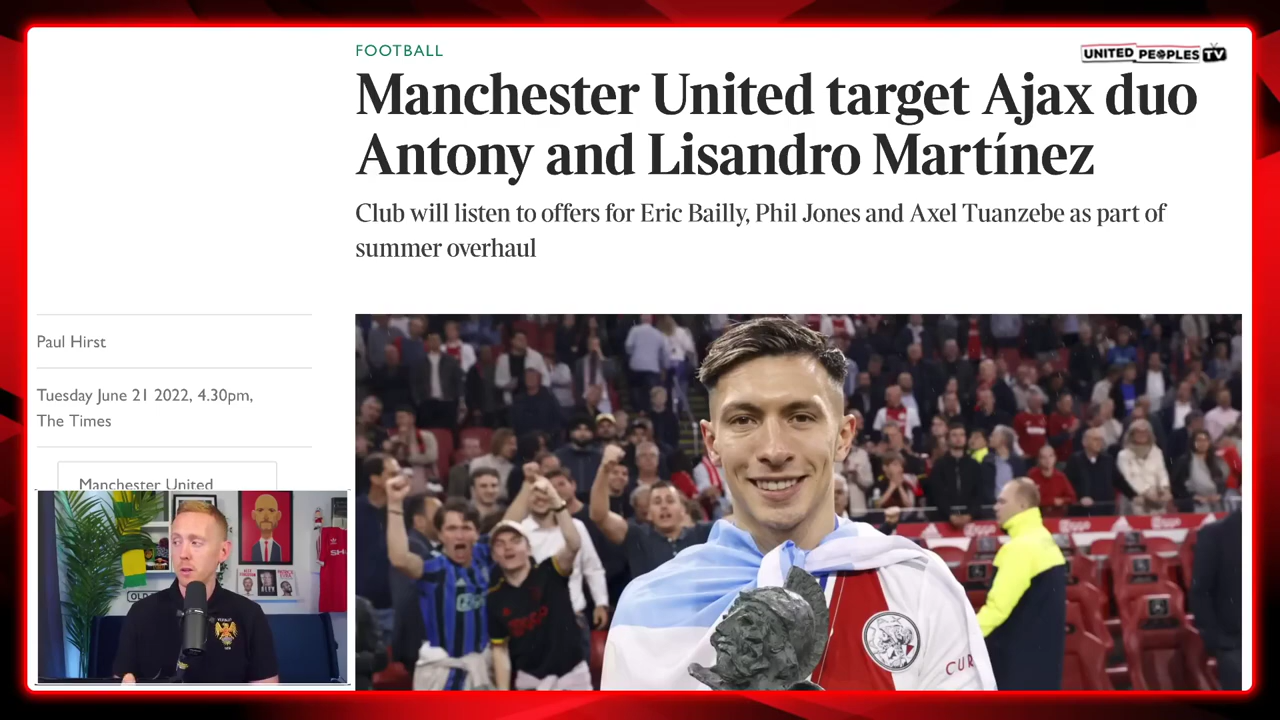 FOOTBALL
UNITED PEOPLES TV
Manchester United target Ajax duo
Antony and Lisandro Martínez
Club will listen to offers for Eric Bailly, Phil Jones and Axel Tuanzebe as part of
summer overhaul
Paul Hirst
Tuesday June 21 2022, 4.30pm,
The Times
Manchester United
Ziggo
CUR